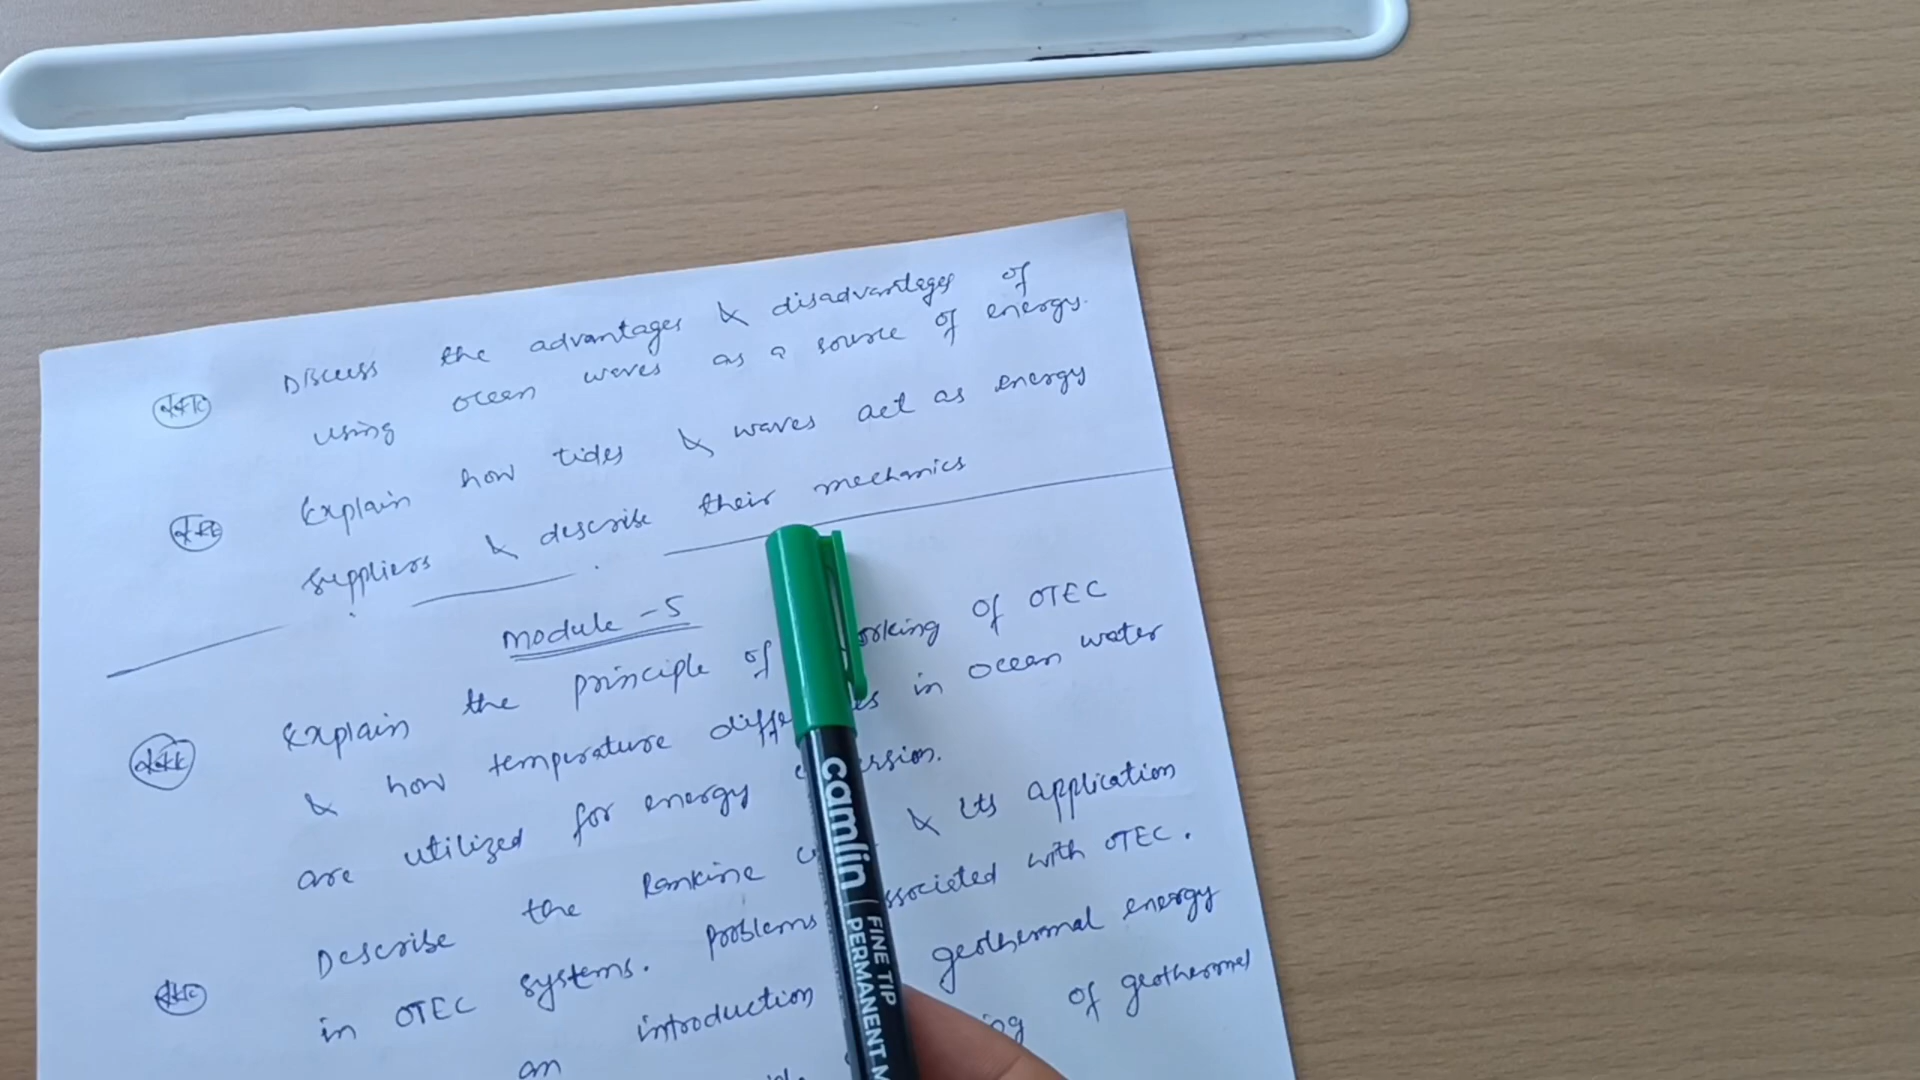 Discuss the advantages & disadvantages of
using ocean waves as a source of energy.
Explain how tides & waves act as energy
suppliers & describe their mechanics
Module - 5
Explain the principle of orking of OTEC
& how temperature diffe es in ocean water
are utilized for energy c ersion.
Describe the Rankine c & its application
in OTEC systems. problems ssociated with OTEC.
an introduction geothermal energy
of geothermal
camlin FINE TIP
PERMANENT M